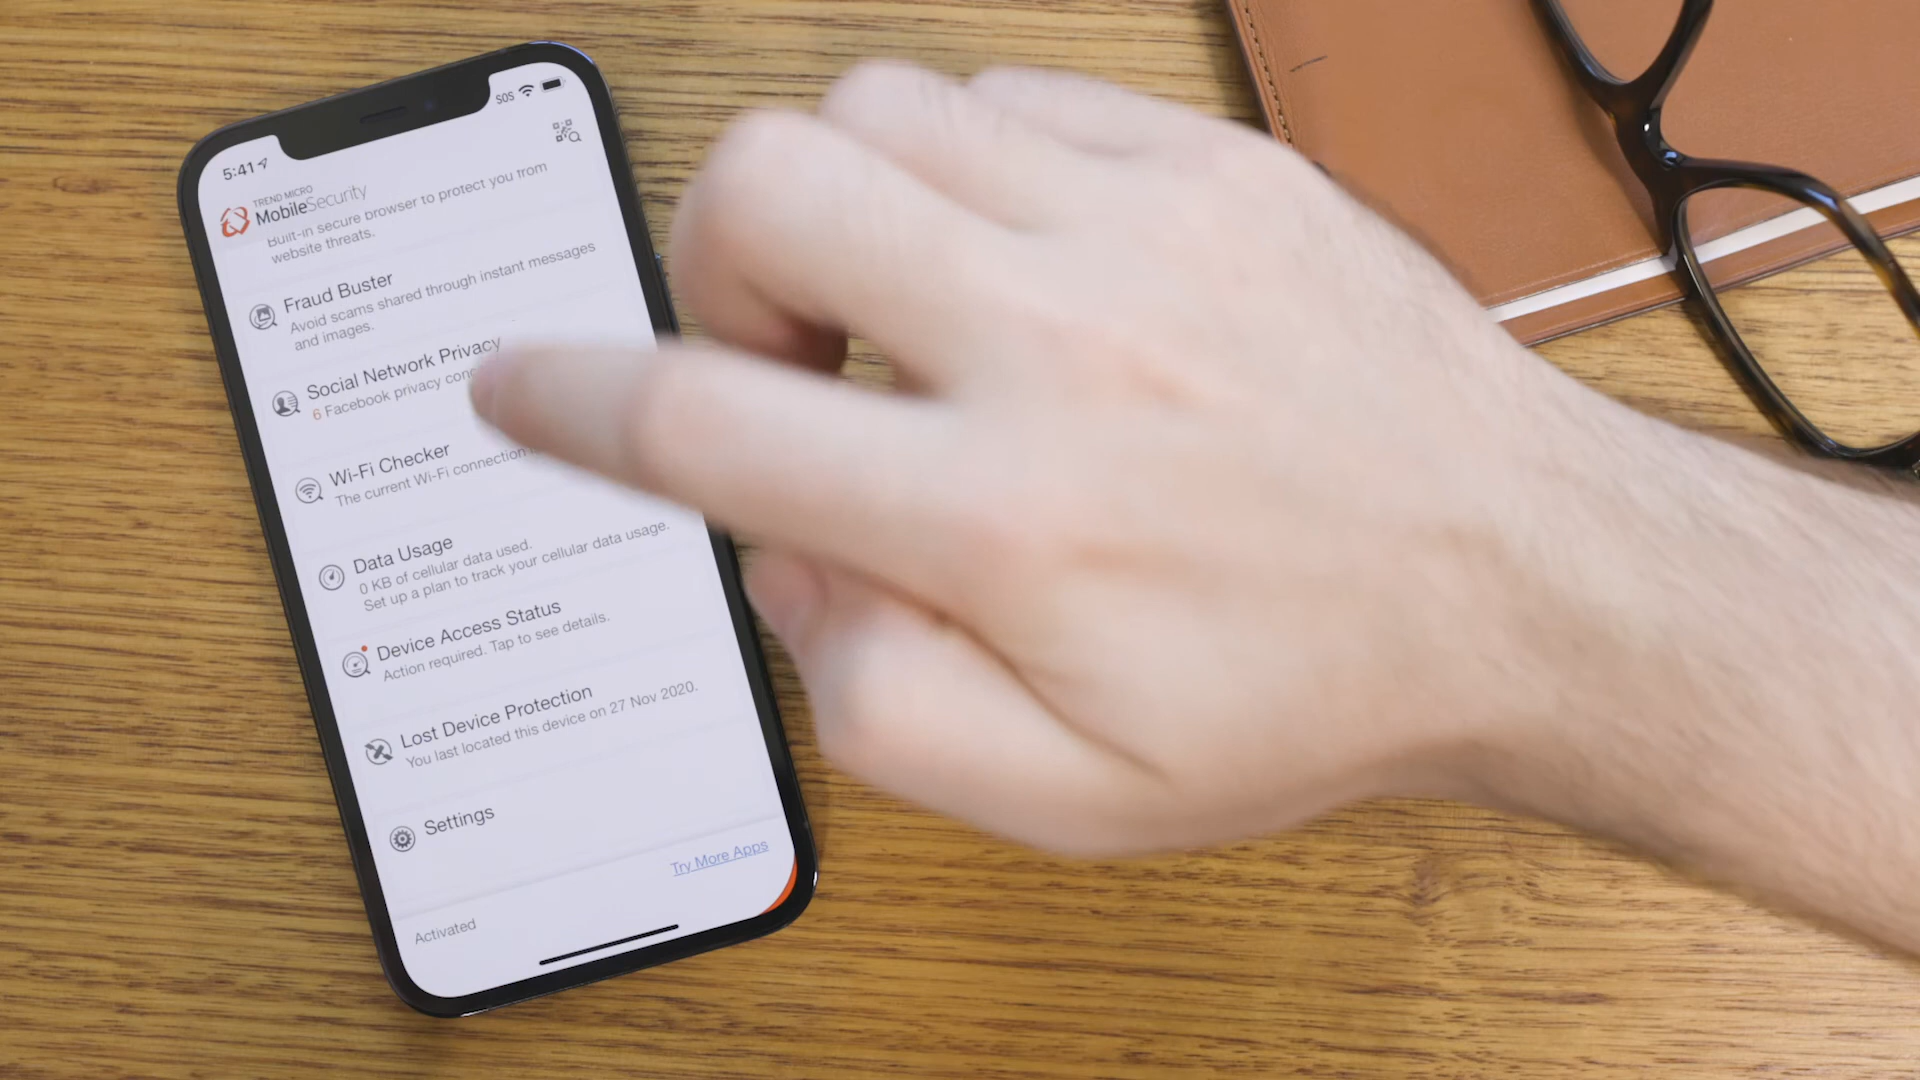 5:41
SOS
TREND MICRO
MobileSecurity
Built-in secure browser to protect you from
website threats.
Fraud Buster
Avoid scams shared through instant messages
and images.
Social Network Privacy
6 Facebook privacy
Wi-Fi Checker
The current Wi-Fi connection
Data Usage
0 KB of cellular data used.
Set up a plan to track your cellular data usage.
Device Access Status
Action required. Tap to see details.
Lost Device Protection
You last located this device on 27 Nov 2020.
Settings
Try More Apps
Activated